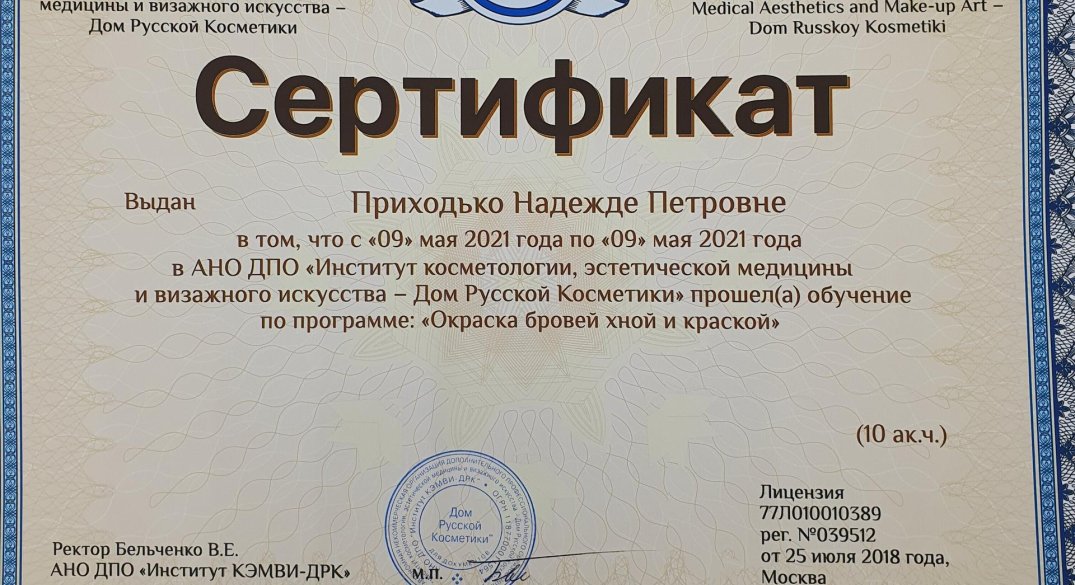 медицины и визажного искусства –
Дом Русской Косметики
Medical Aesthetics and Make-up Art –
Dom Russkoy Kosmetiki
Сертификат
Выдан Приходько Надежде Петровне
в том, что с «09» мая 2021 года по «09» мая 2021 года
в АНО ДПО «Институт косметологии, эстетической медицины
и визажного искусства – Дом Русской Косметики» прошел(а) обучение
по программе: «Окраска бровей хной и краской»
(10 ак.ч.)
Дом
Русской
Косметики"
Лицензия
77Л010010389
рег. №039512
от 25 июля 2018 года,
Москва
Ректор Бельченко В.Е.
АНО ДПО «Институт КЭМВИ-ДРК»
М.П.